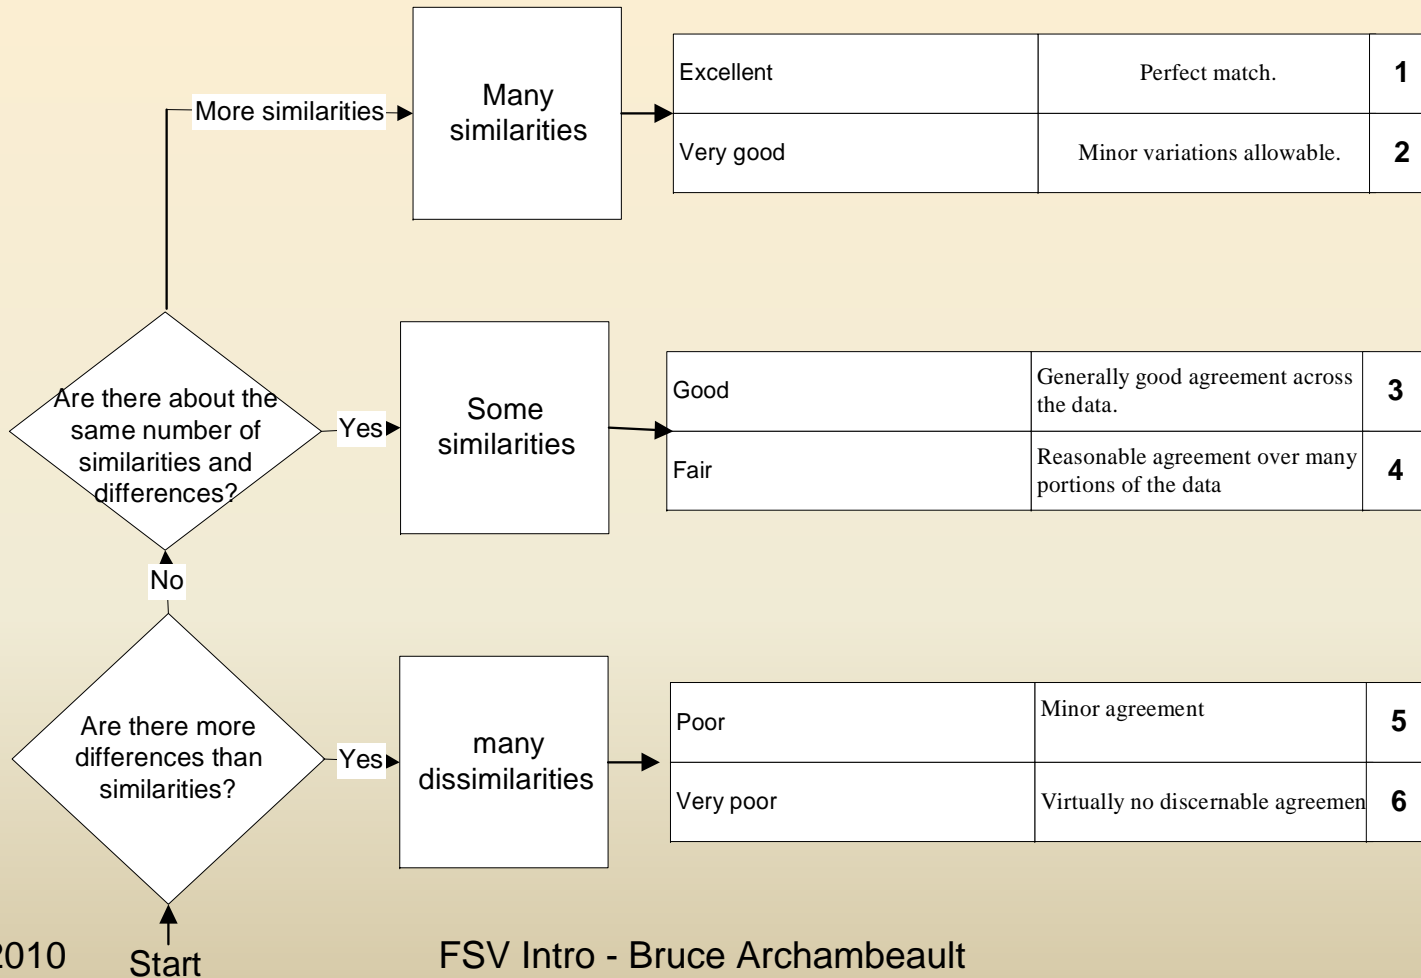 More similarities
Many
similarities
Excellent
Perfect match.
1
Very good
Minor variations allowable.
2
Are there about the
same number of
similarities and
differences?
Yes
Some
similarities
Good
Generally good agreement across
the data.
3
Fair
Reasonable agreement over many
portions of the data
4
No
Are there more
differences than
similarities?
Yes
many
dissimilarities
Poor
Minor agreement
5
Very poor
Virtually no discernable agreemen
6
2010
Start
FSV Intro - Bruce Archambeault